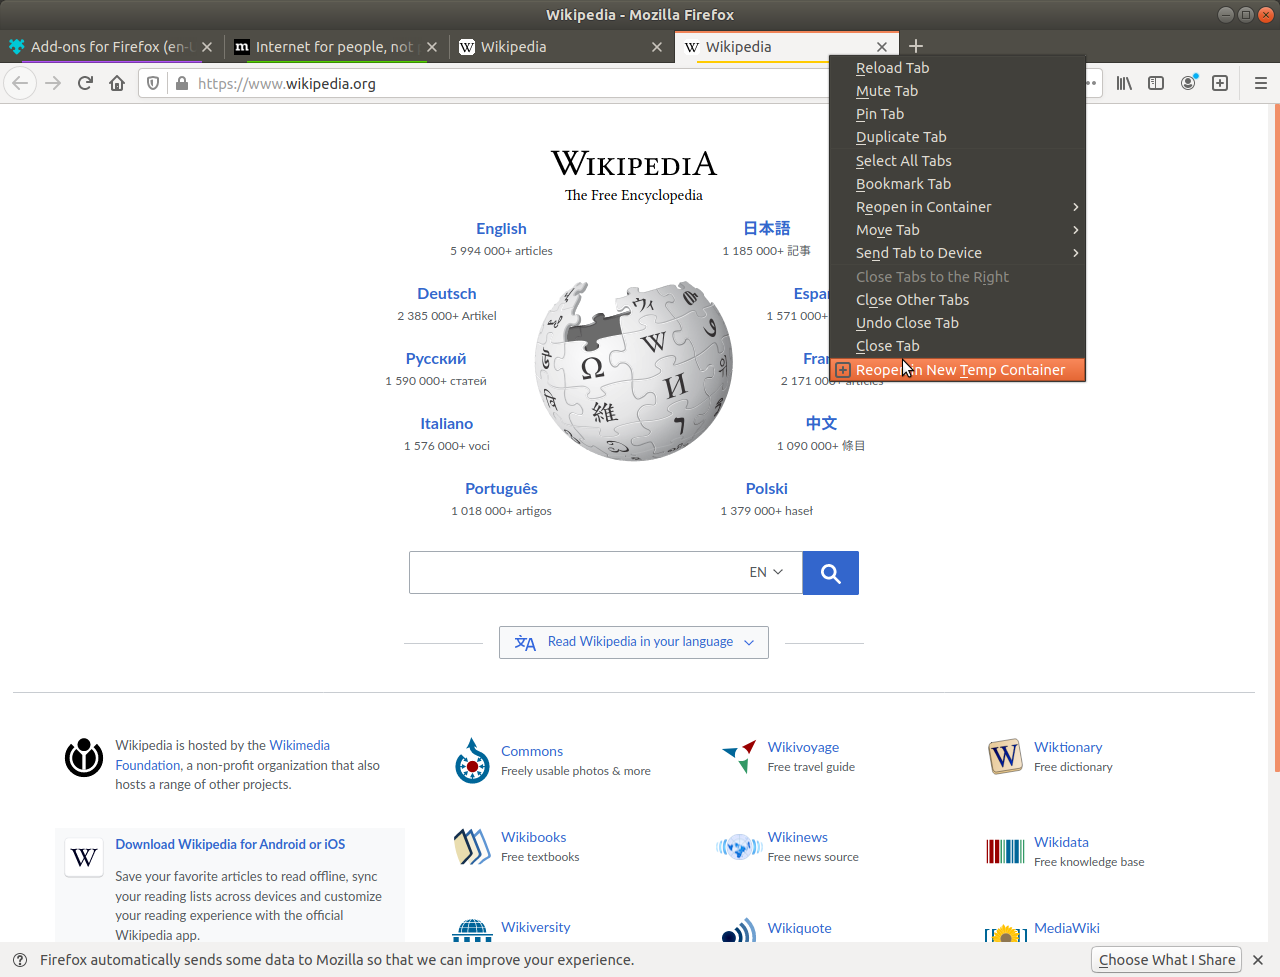 Wikipedia - Mozilla Firefox
Add-ons for Firefox (en-U
Internet for people, not
Wikipedia
Wikipedia
https://www.wikipedia.org
Reload Tab
Mute Tab
Pin Tab
Duplicate Tab
Select All Tabs
Bookmark Tab
Reopen in Container
Move Tab
Send Tab to Device
Close Tabs to the Right
Close Other Tabs
Undo Close Tab
Close Tab
Reopen in New Temp Container
WIKIPEDIA
The Free Encyclopedia
English
5 994 000+ articles
日本語
1 185 000+ 記事
Deutsch
2 385 000+ Artikel
Espa
1 571 000+
Русский
1 590 000+ статей
Fran
2 171 000+ articles
Italiano
1 576 000+ voci
中文
1 090 000+ 條目
Português
1 018 000+ artigos
Polski
1 379 000+ haseł
Ω
W
И
維
ウィ
EN
Read Wikipedia in your language
Wikipedia is hosted by the Wikimedia
Foundation, a non-profit organization that also
hosts a range of other projects.
Download Wikipedia for Android or iOS
Save your favorite articles to read offline, sync
your reading lists across devices and customize
your reading experience with the official
Wikipedia app.
Commons
Freely usable photos & more
Wikivoyage
Free travel guide
Wiktionary
Free dictionary
Wikibooks
Free textbooks
Wikinews
Free news source
Wikidata
Free knowledge base
Wikiversity
Wikiquote
MediaWiki
Firefox automatically sends some data to Mozilla so that we can improve your experience.
Choose What I Share